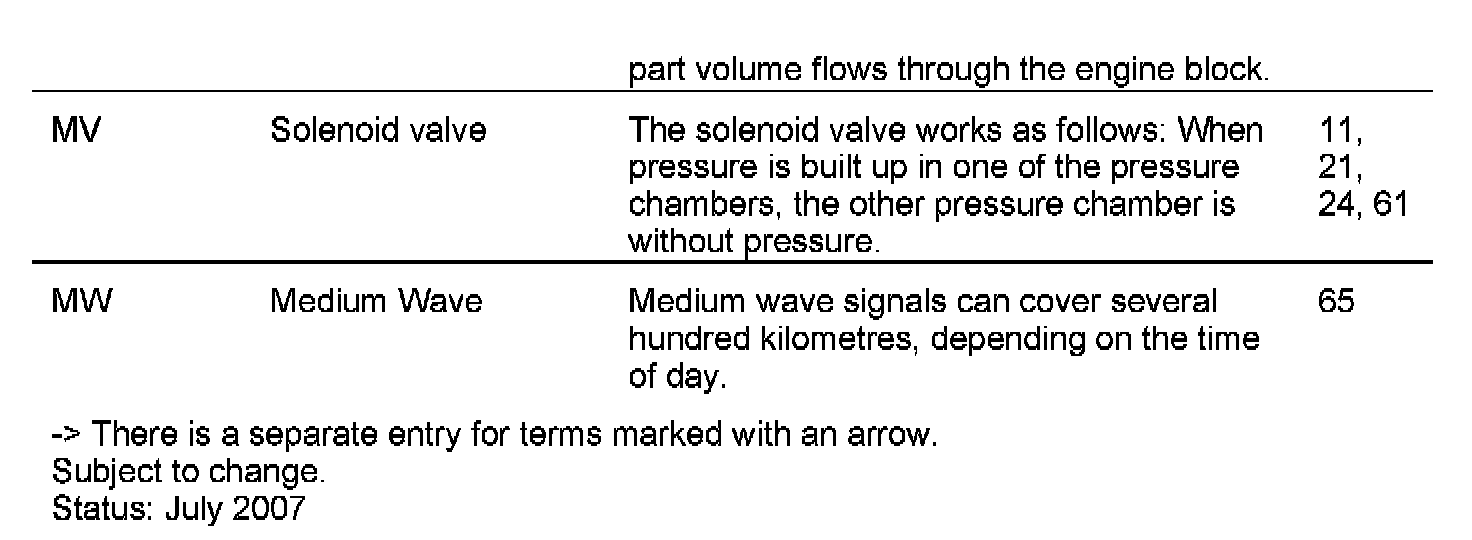 part volume flows through the engine block.
MV Solenoid valve The solenoid valve works as follows: When 11,
pressure is built up in one of the pressure 21,
chambers, the other pressure chamber is 24, 61
without pressure.
MW Medium Wave Medium wave signals can cover several 65
hundred kilometres, depending on the time
of day.
-> There is a separate entry for terms marked with an arrow.
Subject to change.
Status: July 2007